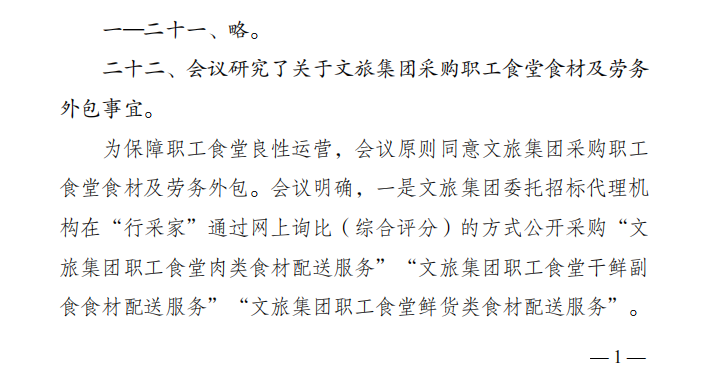 一—二十一、略。
二十二、会议研究了关于文旅集团采购职工食堂食材及劳务
外包事宜。
为保障职工食堂良性运营，会议原则同意文旅集团采购职工
食堂食材及劳务外包。会议明确，一是文旅集团委托招标代理机
构在“行采家”通过网上询比（综合评分）的方式公开采购“文
旅集团职工食堂肉类食材配送服务”“文旅集团职工食堂干鲜副
食食材配送服务”“文旅集团职工食堂鲜货类食材配送服务”。
— 1 —